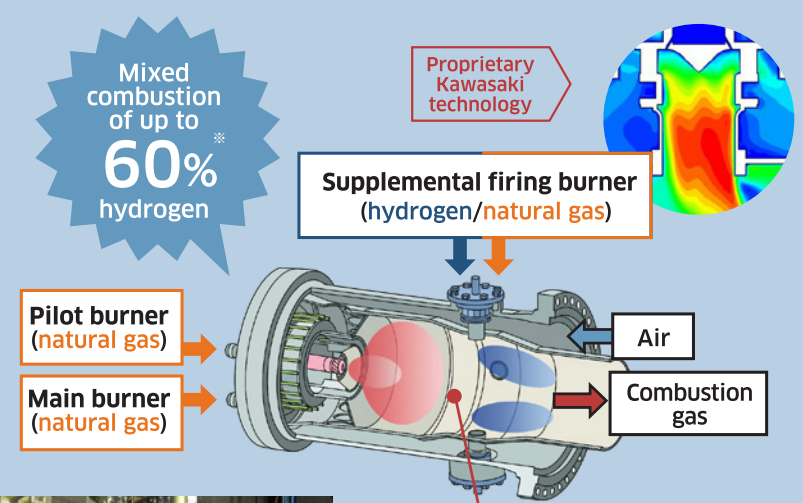 Mixed
combustion
of up to
60%※
hydrogen
Proprietary
Kawasaki
technology
Supplemental firing burner
(hydrogen/natural gas)
Pilot burner
(natural gas)
Main burner
(natural gas)
Air
Combustion
gas